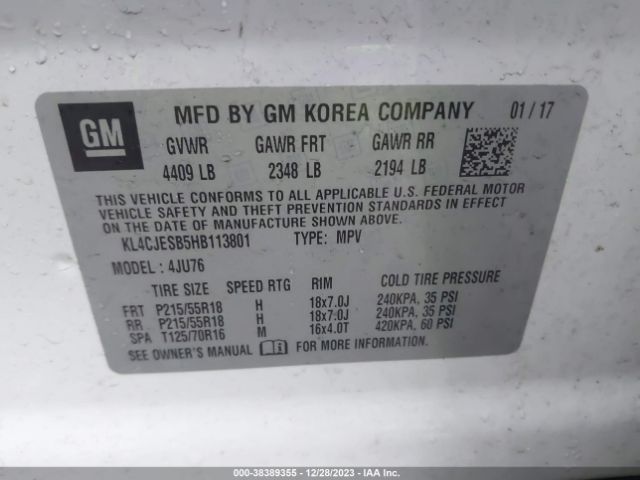 GM
MFD BY GM KOREA COMPANY 01 / 17
GVWR GAWR FRT GAWR RR
4409 LB 2348 LB 2194 LB
THIS VEHICLE CONFORMS TO ALL APPLICABLE U.S. FEDERAL MOTOR
VEHICLE SAFETY AND THEFT PREVENTION STANDARDS IN EFFECT
ON THE DATE OF MANUFACTURE SHOWN ABOVE.
KL4CJESB5HB113801 TYPE: MPV
MODEL : 4JU76
TIRE SIZE SPEED RTG RIM COLD TIRE PRESSURE
FRT P215/55R18 H 18x7.0J 240KPA, 35 PSI
RR P215/55R18 H 18x7.0J 240KPA, 35 PSI
SPA T125/70R16 M 16x4.0T 420KPA, 60 PSI
SEE OWNER'S MANUAL FOR MORE INFORMATION.
000-38389355 - 12/28/2023 - IAA Inc.